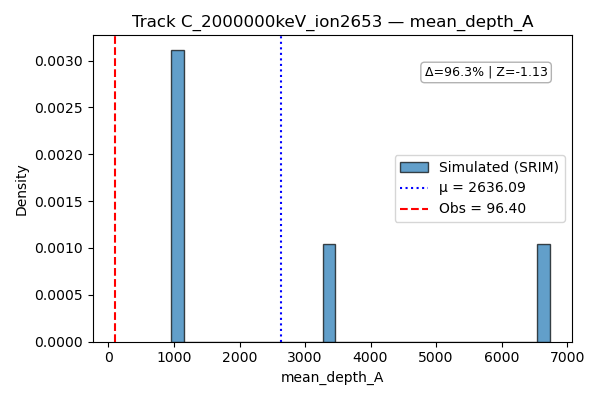 Track C_2000000keV_ion2653 — mean_depth_A
Δ=96.3% | Z=-1.13
Simulated (SRIM)
μ = 2636.09
Obs = 96.40
Density
0.0030
0.0025
0.0020
0.0015
0.0010
0.0005
0.0000
0 1000 2000 3000 4000 5000 6000 7000
mean_depth_A